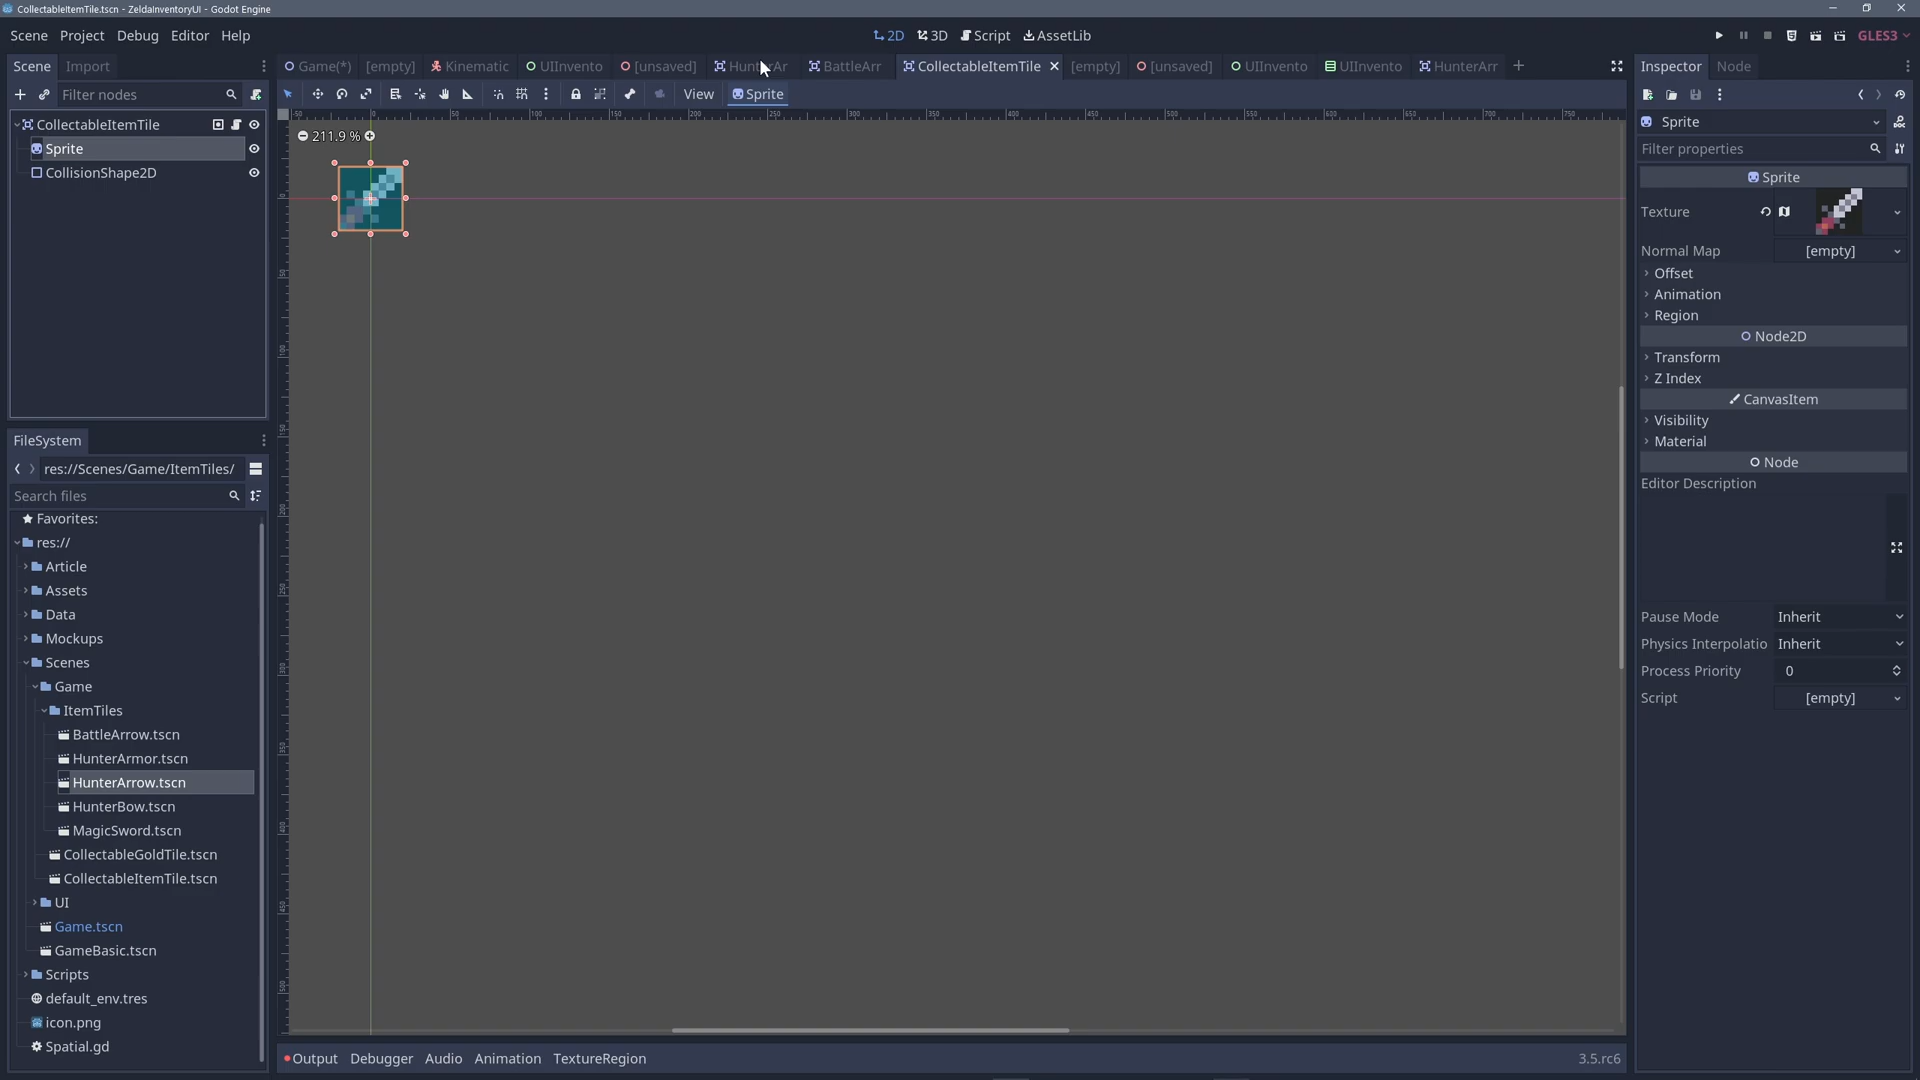 CollectableItemTile.tscn - ZeldaInventoryUI - Godot Engine
Scene Project Debug Editor Help
2D 3D Script AssetLib
GLES3
Scene Import
Game(*) [empty] Kinematic UIInvento [unsaved] HunterAr BattleArr CollectableItemTile [empty] [unsaved] UIInvento UIInvento HunterArr
Inspector Node
Filter nodes
View Sprite
CollectableItemTile
Sprite
CollisionShape2D
211.9 %
Sprite
Filter properties
Sprite
Texture
Normal Map [empty]
Offset
Animation
Region
Node2D
Transform
Z Index
CanvasItem
Visibility
Material
Node
Editor Description
Pause Mode Inherit
Physics Interpolatio Inherit
Process Priority 0
Script [empty]
FileSystem
res://Scenes/Game/ItemTiles/
Search files
Favorites:
res://
Article
Assets
Data
Mockups
Scenes
Game
ItemTiles
BattleArrow.tscn
HunterArmor.tscn
HunterArrow.tscn
HunterBow.tscn
MagicSword.tscn
CollectableGoldTile.tscn
CollectableItemTile.tscn
UI
Game.tscn
GameBasic.tscn
Scripts
default_env.tres
icon.png
Spatial.gd
Output Debugger Audio Animation TextureRegion
3.5.rc6